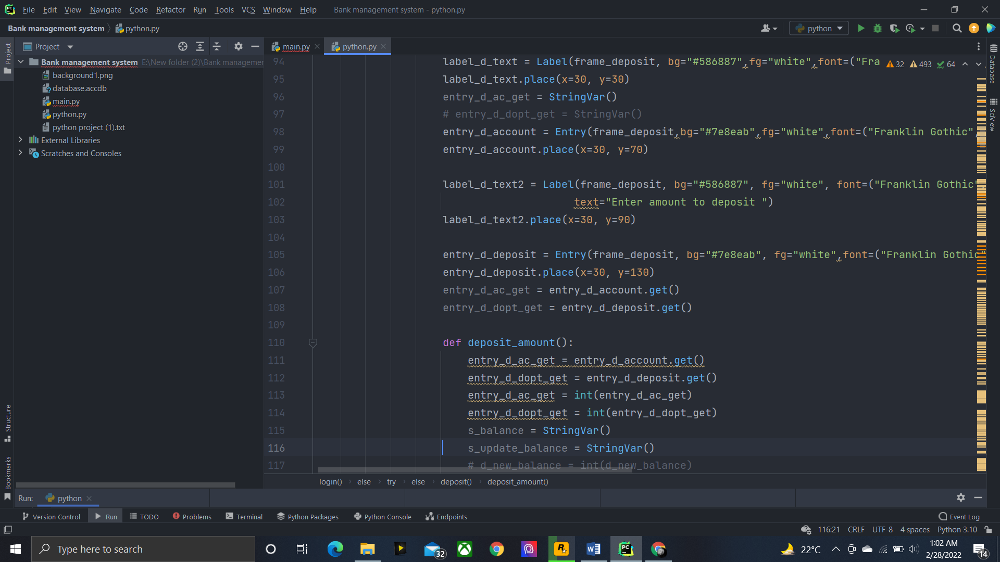 File Edit View Navigate Code Refactor Run Tools VCS Window Help Bank management system - python.py
Bank management system python.py python
Project main.py python.py
Project
Bank management system E:\New folder (2)\Bank managemen
background1.png
database.accdb
main.py
python.py
python project (1).txt
External Libraries
Scratches and Consoles
Structure
Bookmarks
Database
SciView
32 493 64
94 label_d_text = Label(frame_deposit, bg="#586887",fg="white",font=("Fra
95 label_d_text.place(x=30, y=30)
96 entry_d_ac_get = StringVar()
97 # entry_d_dopt_get = StringVar()
98 entry_d_account = Entry(frame_deposit,bg="#7e8eab",fg="white",font=("Franklin Gothic",
99 entry_d_account.place(x=30, y=70)
100
101 label_d_text2 = Label(frame_deposit, bg="#586887", fg="white", font=("Franklin Gothic",
102 text="Enter amount to deposit ")
103 label_d_text2.place(x=30, y=90)
104
105 entry_d_deposit = Entry(frame_deposit, bg="#7e8eab", fg="white",font=("Franklin Gothic"
106 entry_d_deposit.place(x=30, y=130)
107 entry_d_ac_get = entry_d_account.get()
108 entry_d_dopt_get = entry_d_deposit.get()
109
110 def deposit_amount():
111 entry_d_ac_get = entry_d_account.get()
112 entry_d_dopt_get = entry_d_deposit.get()
113 entry_d_ac_get = int(entry_d_ac_get)
114 entry_d_dopt_get = int(entry_d_dopt_get)
115 s_balance = StringVar()
116 s_update_balance = StringVar()
117 # d_new_balance = int(d_new_balance)
login() else try else deposit() deposit_amount()
Run: python
Version Control Run TODO Problems Terminal Python Packages Python Console Endpoints Event Log
116:21 CRLF UTF-8 4 spaces Python 3.10
Type here to search 32 22°C 1:02 AM
2/28/2022 14